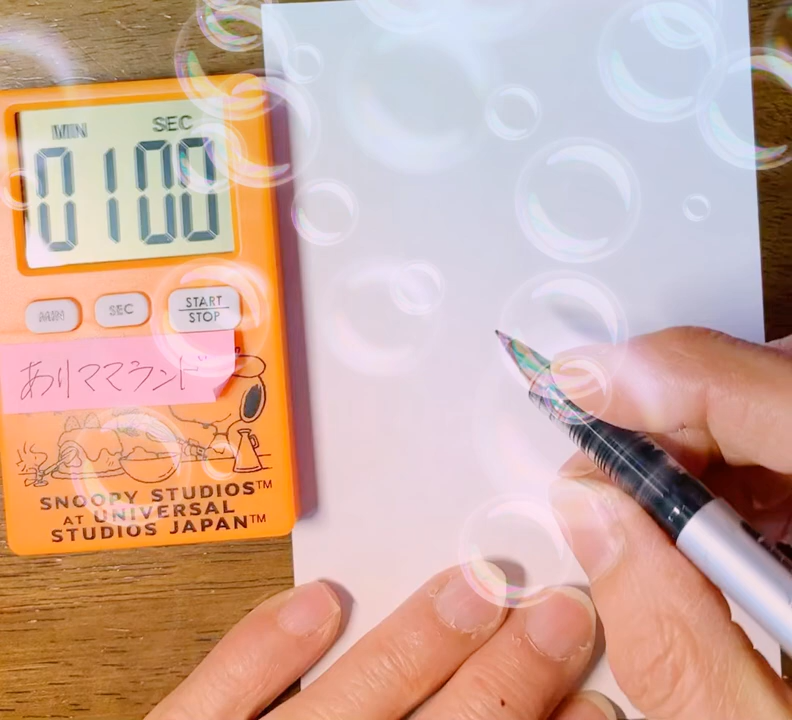 MIN SEC
01 00
MIN SEC START
STOP
ありママランド
SNOOPY STUDIOS™
AT UNIVERSAL
STUDIOS JAPAN™